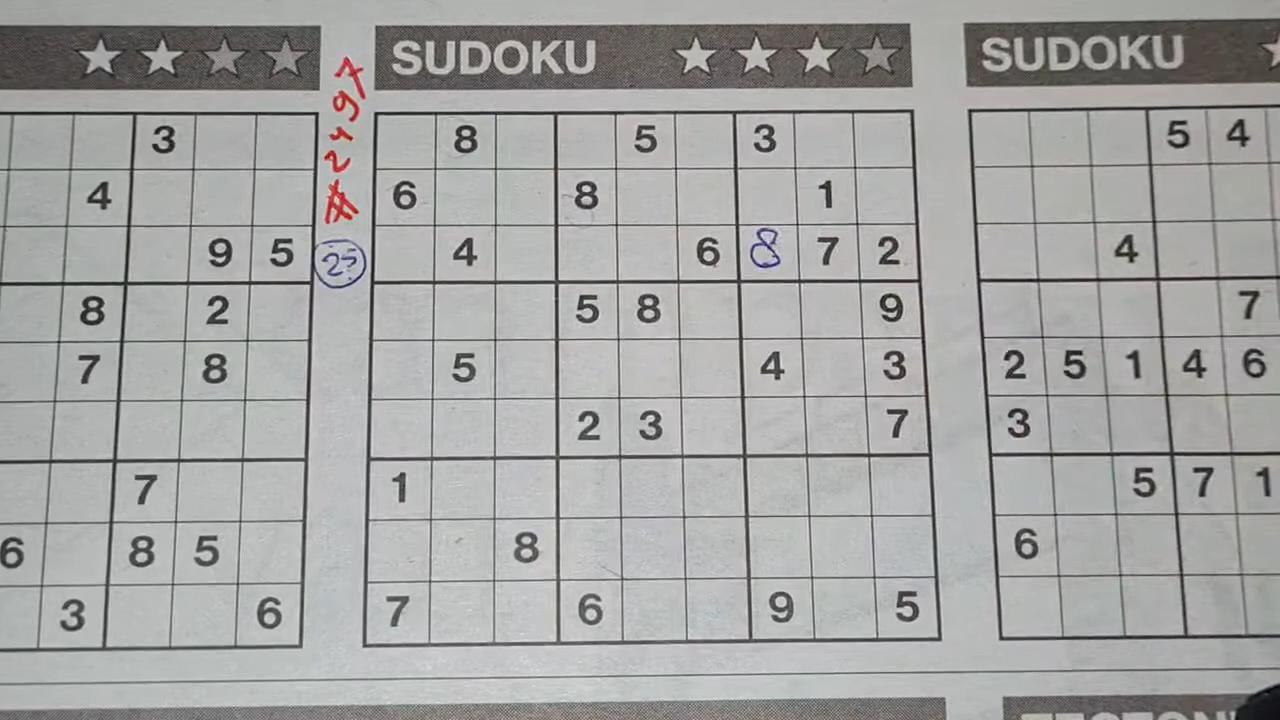 SUDOKU
SUDOKU
#2497
25
3
4
9 5
8 2
7 8
7
6 8 5
3 6
8 5 3
6 8 1
4 6 8 7 2
5 8 9
5 4 3
2 3 7
1
8
7 6 9 5
5 4
4
7
2 5 1 4 6
3
5 7 1
6